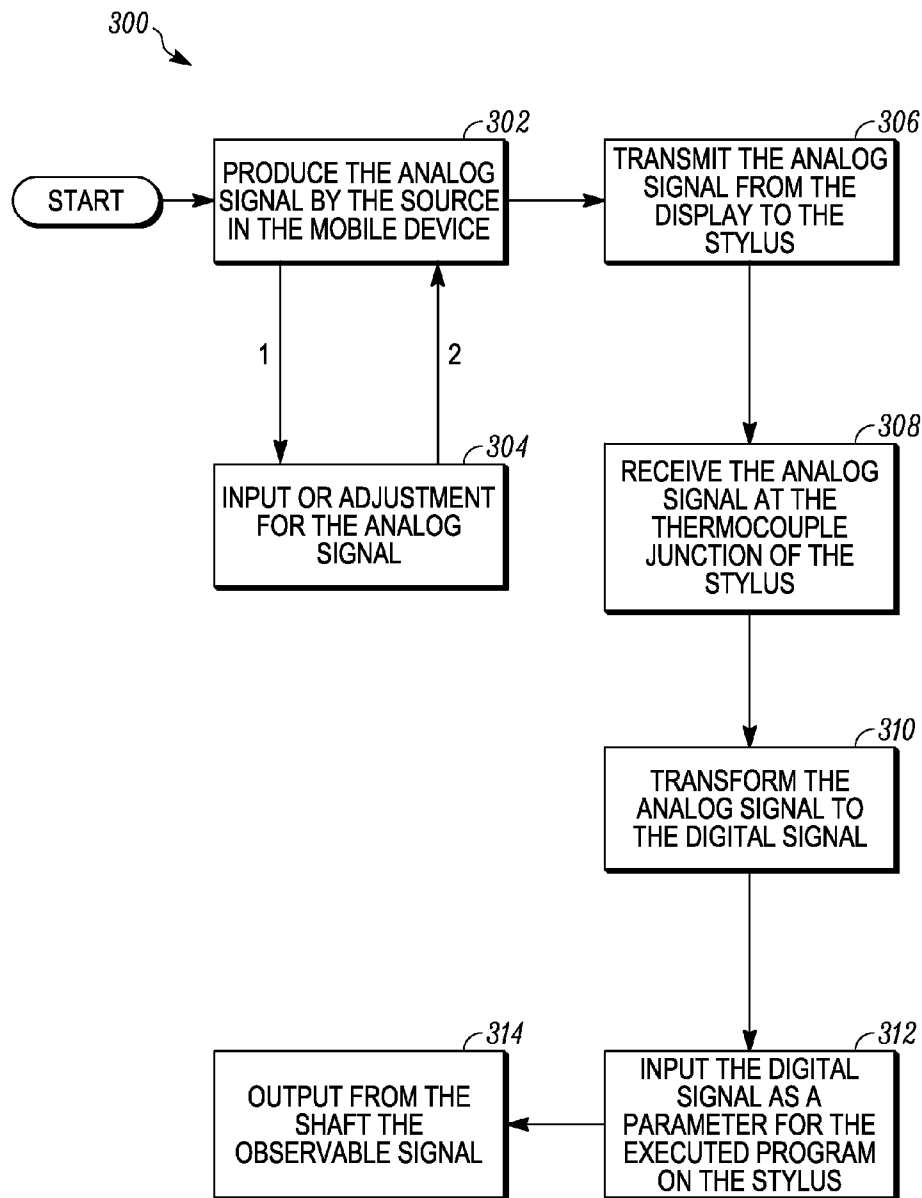 300
START
302
PRODUCE THE ANALOG
SIGNAL BY THE SOURCE
IN THE MOBILE DEVICE
306
TRANSMIT THE ANALOG
SIGNAL FROM THE
DISPLAY TO THE
STYLUS
1
2
304
INPUT OR ADJUSTMENT
FOR THE ANALOG
SIGNAL
308
RECEIVE THE ANALOG
SIGNAL AT THE
THERMOCOUPLE
JUNCTION OF THE
STYLUS
310
TRANSFORM THE
ANALOG SIGNAL TO
THE DIGITAL SIGNAL
312
INPUT THE DIGITAL
SIGNAL AS A
PARAMETER FOR THE
EXECUTED PROGRAM
ON THE STYLUS
314
OUTPUT FROM THE
SHAFT THE
OBSERVABLE SIGNAL